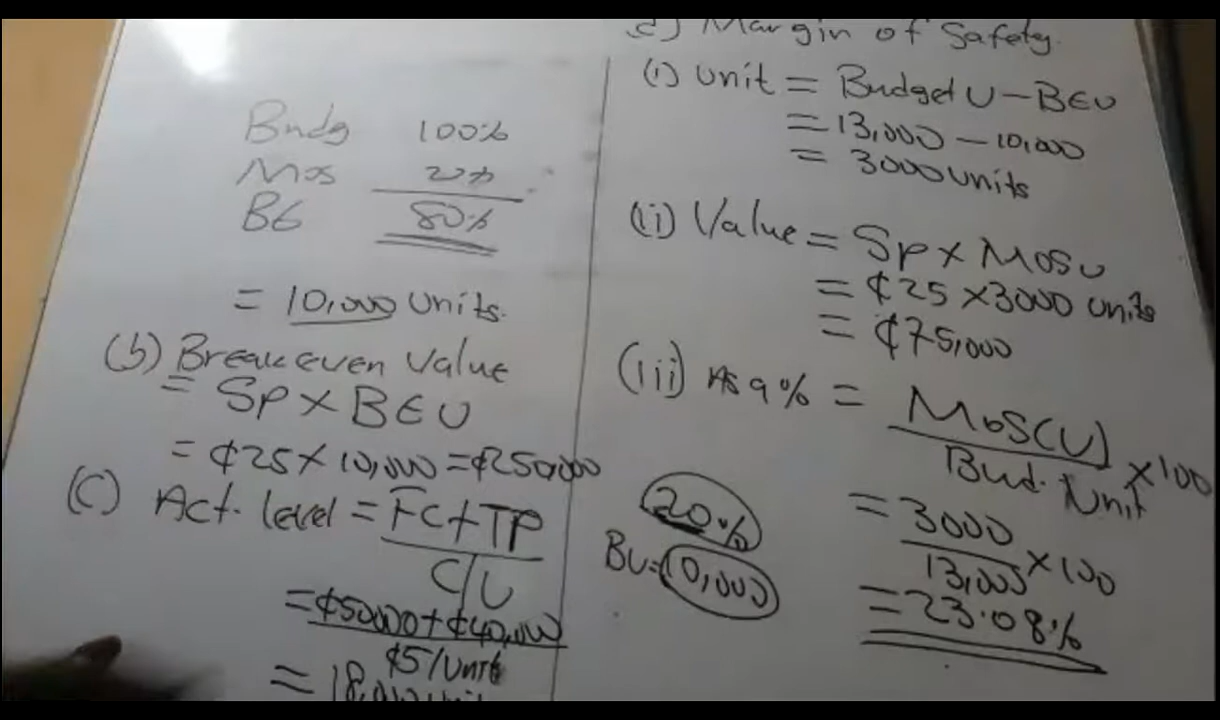 Budg 100%
Mos 20%
BE 80%
= 10,000 Units.
(b) Breakeven Value
= SP x BEU
= ¢25 x 10,000 = ¢250,000
(c) Act. level = FC + TP
C/U
= ¢50000 + ¢40,000
¢5/Unit
= 18,000 Unit
d) Margin of Safety
(i) Unit = Budget U - BEU
= 13,000 - 10,000
= 3000 units
(ii) Value = SP x MOSU
= ¢25 x 3000 units
= ¢75,000
(iii) As a % = MOS(U)
Bud. Unit x 100
= 3000
13,000 x 100
= 23.08%
20%
BU = 10,000